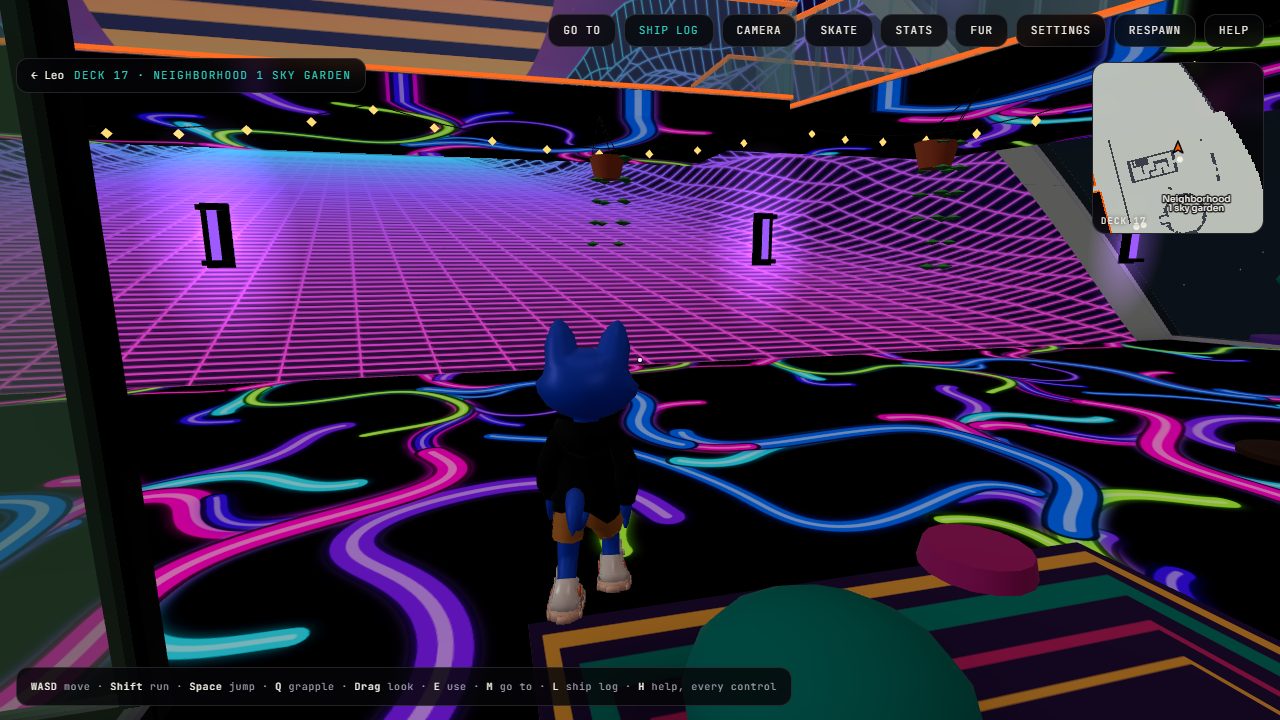 GO TO
SHIP LOG
CAMERA
SKATE
STATS
FUR
SETTINGS
RESPAWN
HELP
← Leo DECK 17 · NEIGHBORHOOD 1 SKY GARDEN
Neighborhood
1 sky garden
DECK 17
WASD move · Shift run · Space jump · Q grapple · Drag look · E use · M go to · L ship log · H help, every control